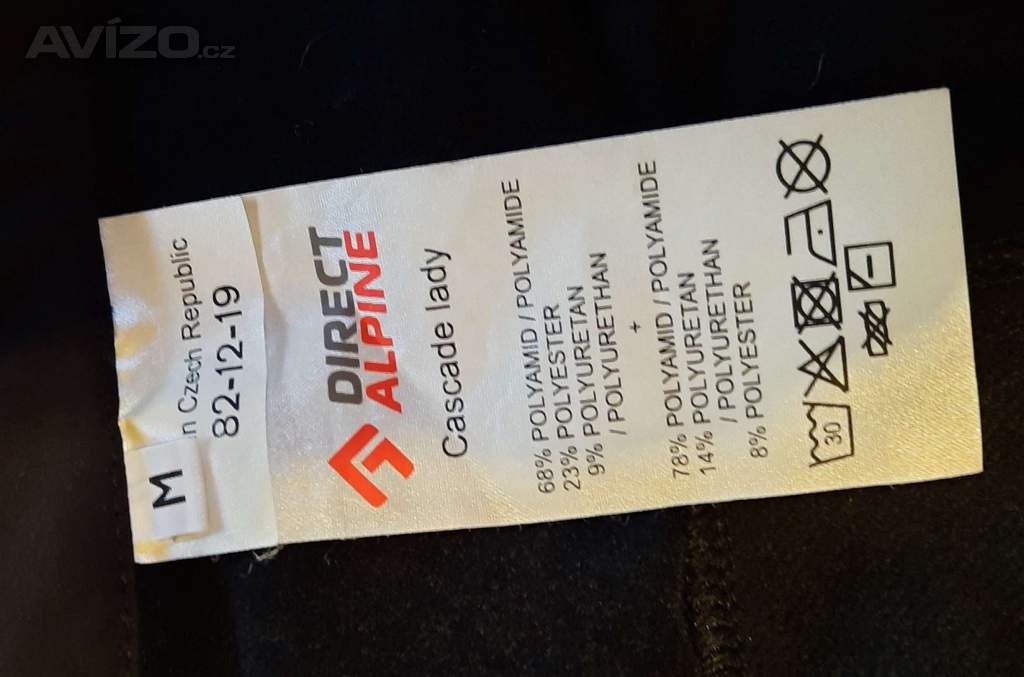 AVÍZO.cz
M
n Czech Republic
82-12-19
DIRECT
ALPINE
Cascade lady
68% POLYAMID / POLYAMIDE
23% POLYESTER
9% POLYURETAN
/ POLYURETHAN
+
78% POLYAMID / POLYAMIDE
14% POLYURETAN
/ POLYURETHAN
8% POLYESTER
30